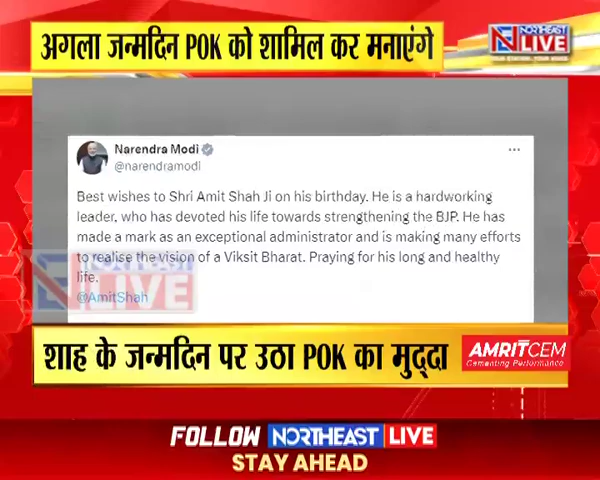 अगला जन्मदिन POK को शामिल कर मनाएंगे
NORTHEAST
LIVE
Narendra Modi
@narendramodi
Best wishes to Shri Amit Shah Ji on his birthday. He is a hardworking
leader, who has devoted his life towards strengthening the BJP. He has
made a mark as an exceptional administrator and is making many efforts
to realise the vision of a Viksit Bharat. Praying for his long and healthy
life.
@AmitShah
NORTHEAST
LIVE
शाह के जन्मदिन पर उठा POK का मुद्दा
AMRITCEM
Cementing Performance
FOLLOW NORTHEAST LIVE
STAY AHEAD